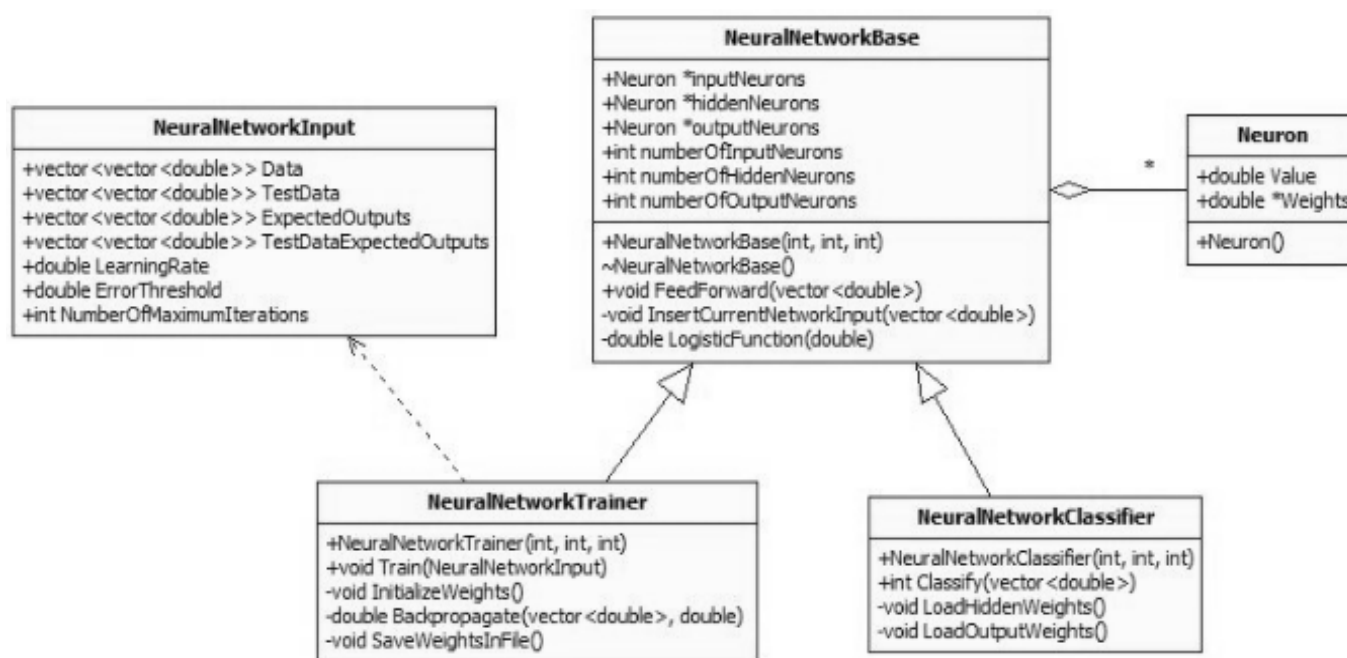 NeuralNetworkBase
+Neuron *inputNeurons
+Neuron *hiddenNeurons
+Neuron *outputNeurons
+int numberOfInputNeurons
+int numberOfHiddenNeurons
+int numberOfOutputNeurons
+NeuralNetworkBase(int, int, int)
~NeuralNetworkBase()
+void FeedForward(vector<double>)
-void InsertCurrentNetworkInput(vector<double>)
-double LogisticFunction(double)
NeuralNetworkInput
+vector<vector<double>> Data
+vector<vector<double>> TestData
+vector<vector<double>> ExpectedOutputs
+vector<vector<double>> TestDataExpectedOutputs
+double LearningRate
+double ErrorThreshold
+int NumberOfMaximumIterations
*
Neuron
+double Value
+double *Weights
+Neuron()
NeuralNetworkTrainer
+NeuralNetworkTrainer(int, int, int)
+void Train(NeuralNetworkInput)
-void InitializeWeights()
-double Backpropagate(vector<double>, double)
-void SaveWeightsInFile()
NeuralNetworkClassifier
+NeuralNetworkClassifier(int, int, int)
+int Classify(vector<double>)
-void LoadHiddenWeights()
-void LoadOutputWeights()